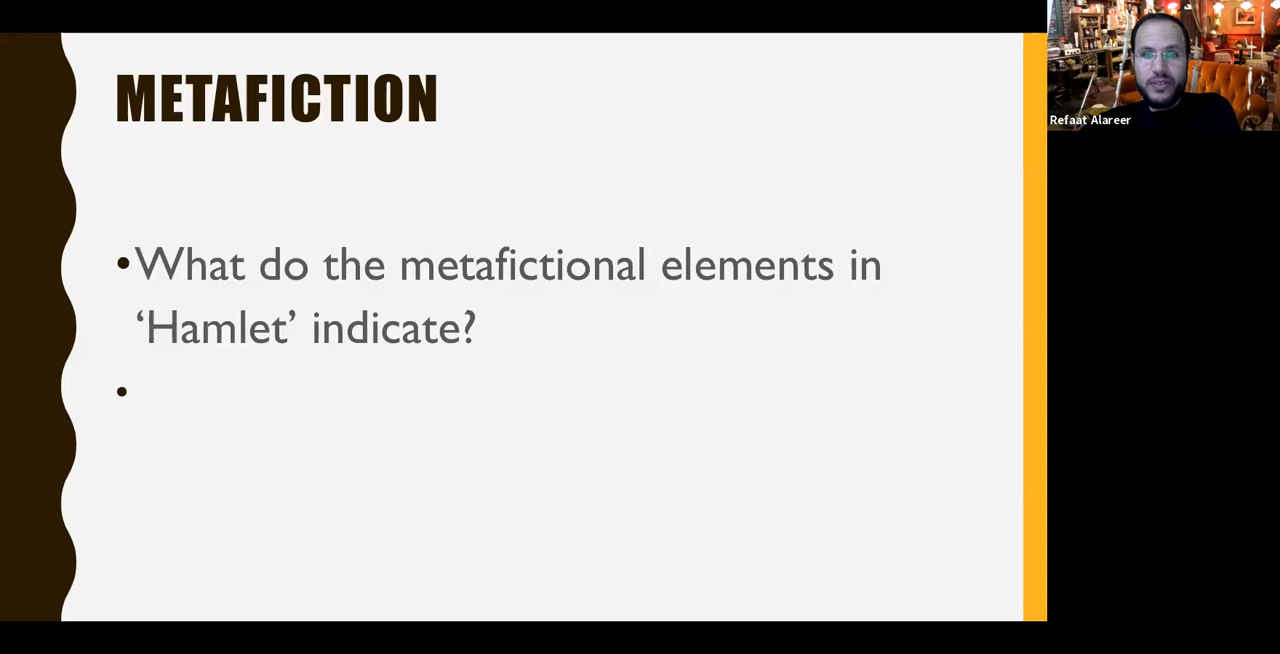 METAFICTION
•What do the metafictional elements in
‘Hamlet’ indicate?
•
Refaat Alareer